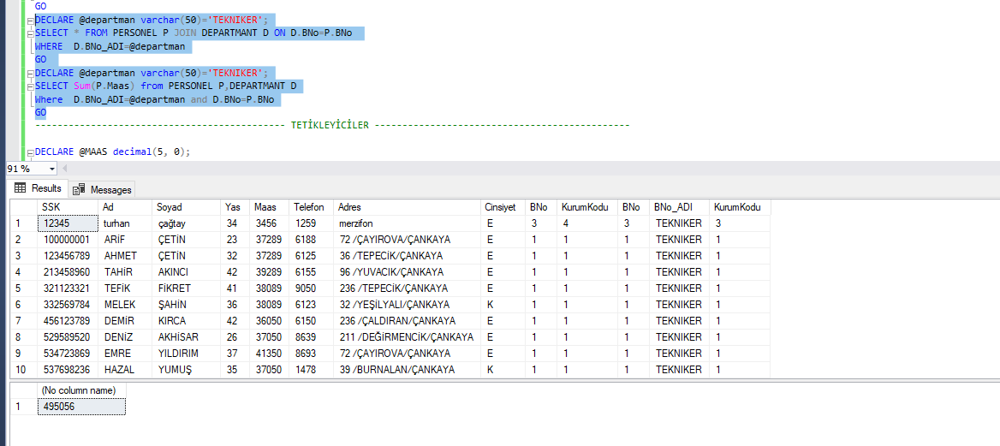 GO
DECLARE @departman varchar(50)='TEKNIKER';
SELECT * FROM PERSONEL P JOIN DEPARTMANT D ON D.BNo=P.BNo
WHERE  D.BNo_ADI=@departman
GO
DECLARE @departman varchar(50)='TEKNIKER';
SELECT Sum(P.Maas) from PERSONEL P,DEPARTMANT D
Where  D.BNo_ADI=@departman and D.BNo=P.BNo
GO
--------------------------------------------- TETİKLEYİCİLER ----------------------------------------------
DECLARE @MAAS decimal(5, 0);
91 %
Results Messages
SSK Ad Soyad Yas Maas Telefon Adres Cinsiyet BNo KurumKodu BNo BNo_ADI KurumKodu
1 12345 turhan çağtay 34 3456 1259 merzifon E 3 4 3 TEKNIKER 3
2 100000001 ARİF ÇETİN 23 37289 6188 72 /ÇAYIROVA/ÇANKAYA E 1 1 1 TEKNIKER 1
3 123456789 AHMET ÇETİN 32 37289 6125 36 /TEPECİK/ÇANKAYA E 1 1 1 TEKNIKER 1
4 213458960 TAHİR AKINCI 42 39289 6155 96 /YUVACIK/ÇANKAYA E 1 1 1 TEKNIKER 1
5 321123321 TEFİK FİKRET 41 38089 9050 236 /TEPECİK/ÇANKAYA E 1 1 1 TEKNIKER 1
6 332569784 MELEK ŞAHİN 36 38089 6123 32 /YEŞİLYALI/ÇANKAYA K 1 1 1 TEKNIKER 1
7 456123789 DEMİR KIRCA 42 36050 6150 236 /ÇALDIRAN/ÇANKAYA E 1 1 1 TEKNIKER 1
8 529589520 DENİZ AKHİSAR 26 37050 8639 211 /DEĞİRMENCİK/ÇANKAYA E 1 1 1 TEKNIKER 1
9 534723869 EMRE YILDIRIM 37 41350 8693 72 /ÇAYIROVA/ÇANKAYA E 1 1 1 TEKNIKER 1
10 537698236 HAZAL YUMUŞ 35 37050 1478 39 /BURNALAN/ÇANKAYA K 1 1 1 TEKNIKER 1
(No column name)
1 495056